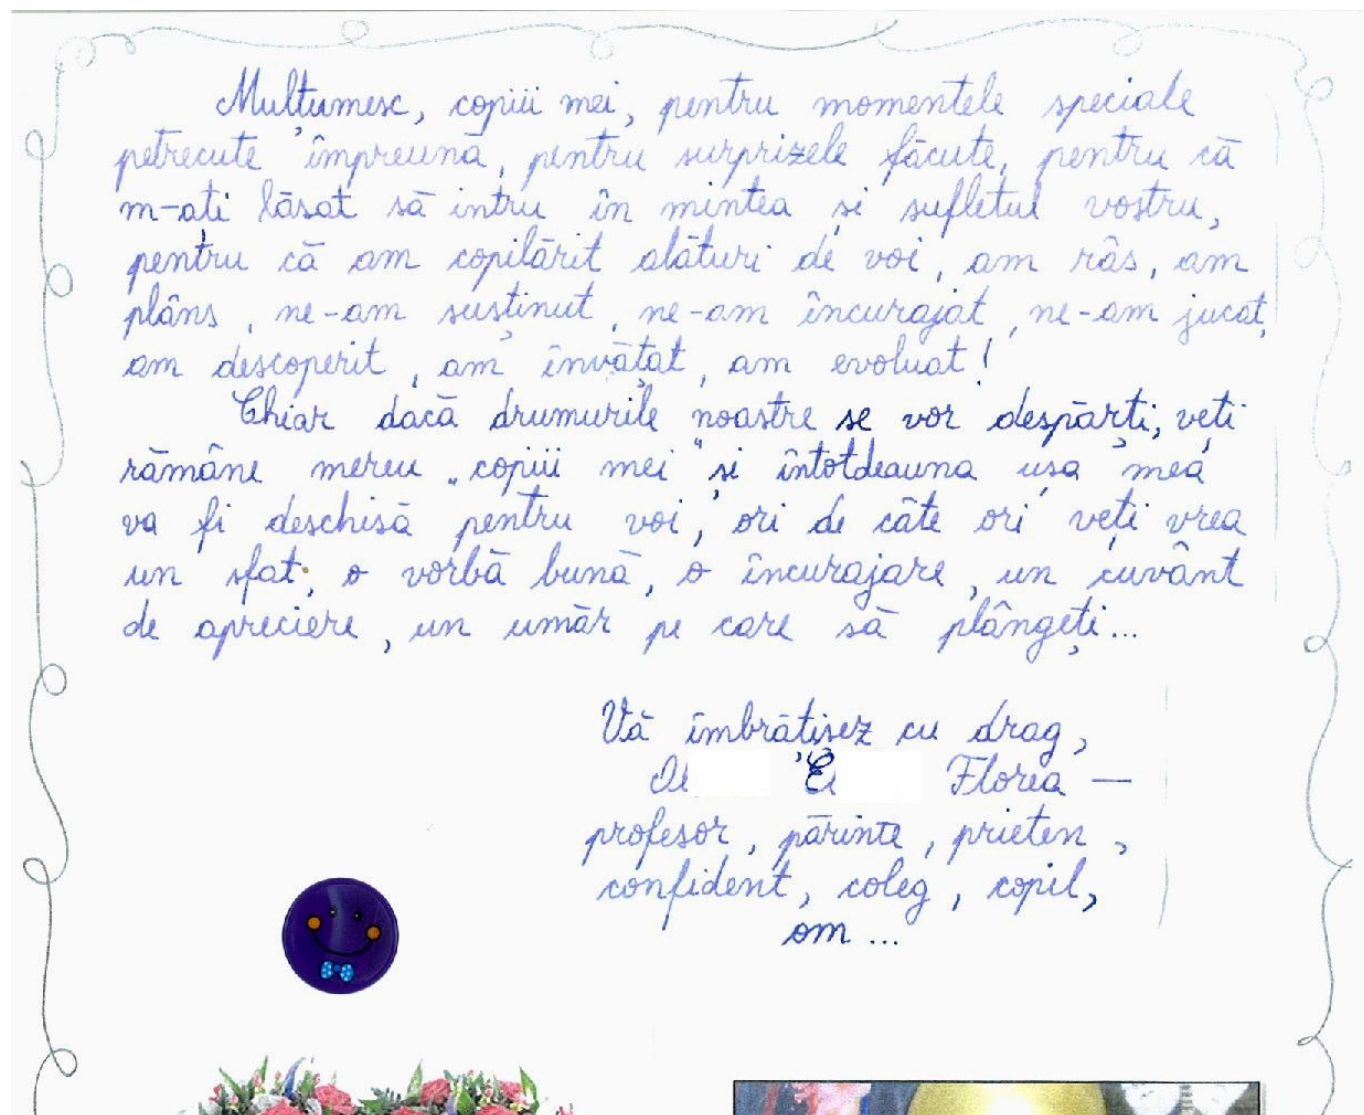 Mulțumesc, copiii mei, pentru momentele speciale
petrecute împreună, pentru surprizele făcute, pentru că
m-ați lăsat să intru în mintea și sufletul vostru,
pentru că am copilărit alături de voi, am râs, am
plâns, ne-am susținut, ne-am încurajat, ne-am jucat,
am descoperit, am învățat, am evoluat!
Chiar dacă drumurile noastre se vor despărți, veți
rămâne mereu „copiii mei” și întotdeauna ușa mea
va fi deschisă pentru voi, ori de câte ori veți vrea
un sfat, o vorbă bună, o încurajare, un cuvânt
de apreciere, un umăr pe care să plângeți...
Vă îmbrățișez cu drag,
Florea —
profesor, părinte, prieten,
confident, coleg, copil,
om...